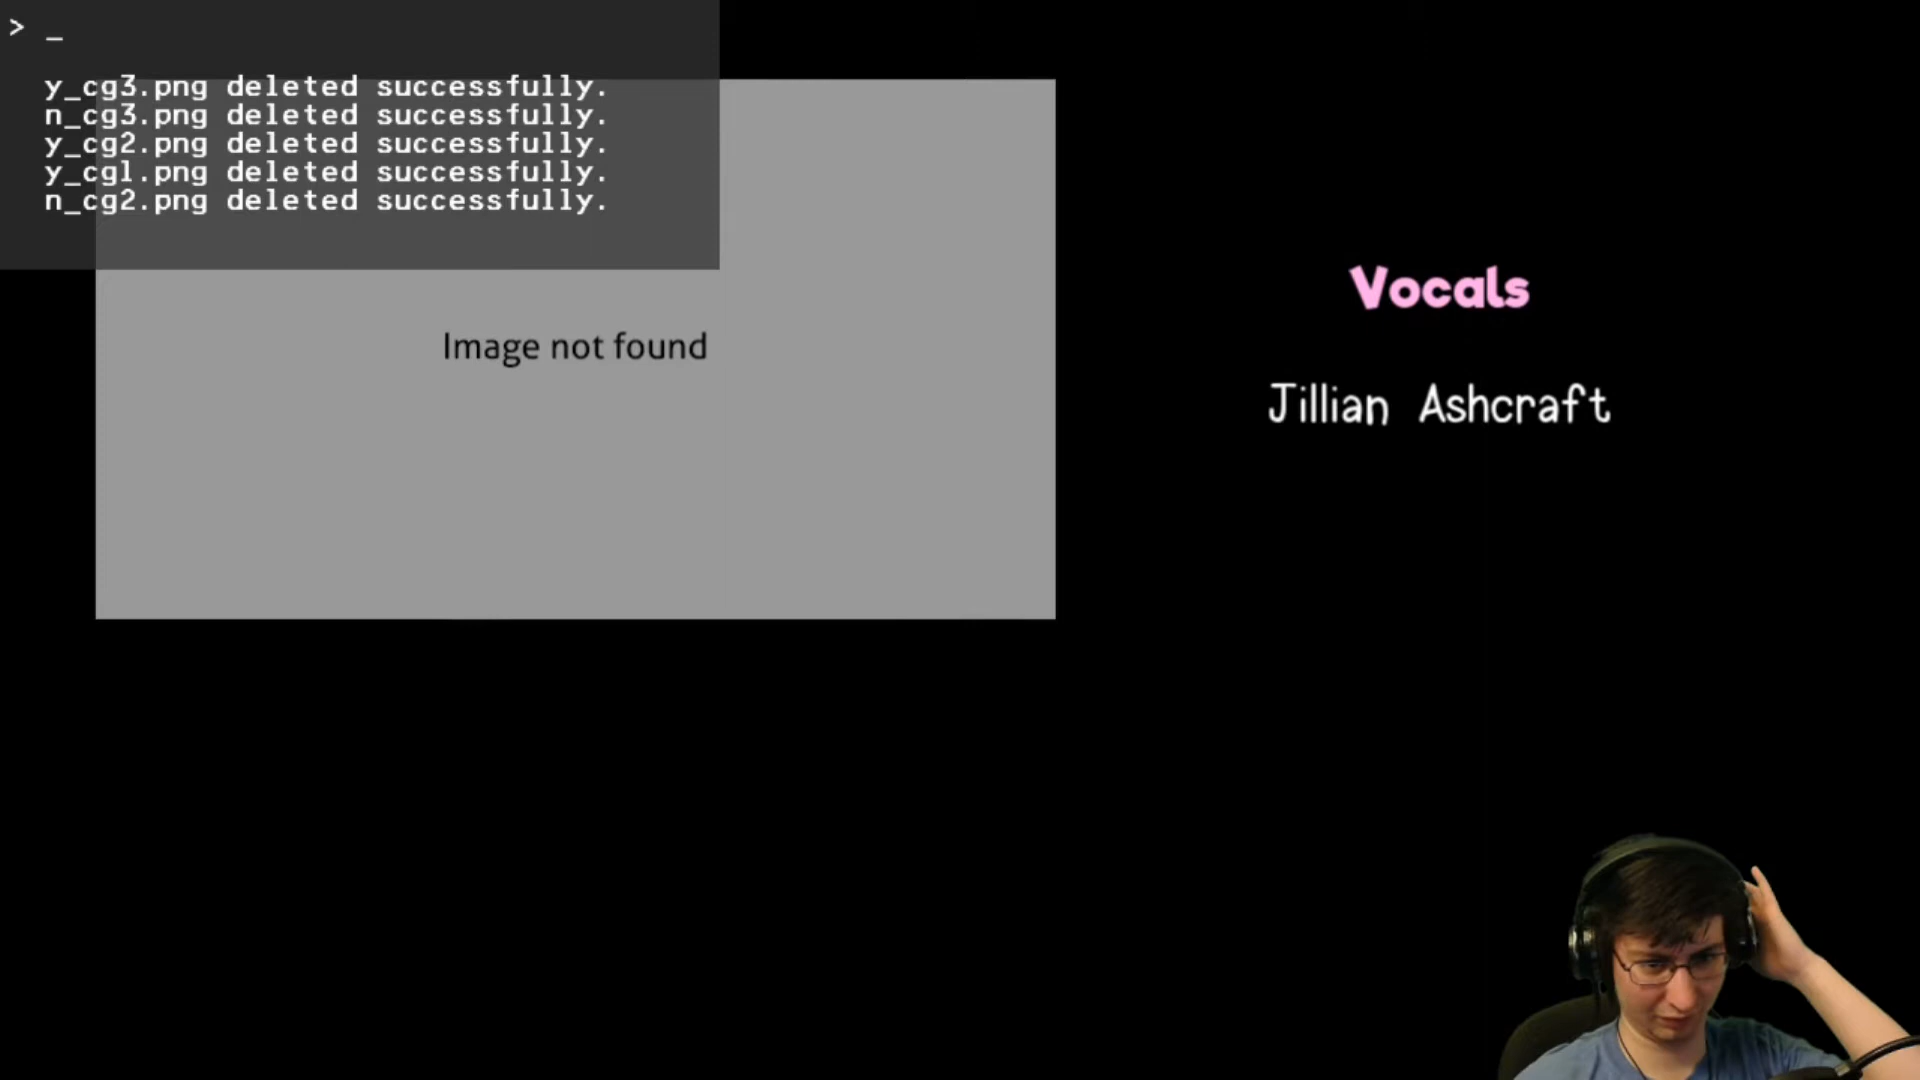 > _
y_cg3.png deleted successfully.
n_cg3.png deleted successfully.
y_cg2.png deleted successfully.
y_cg1.png deleted successfully.
n_cg2.png deleted successfully.
Image not found
Vocals
Jillian Ashcraft